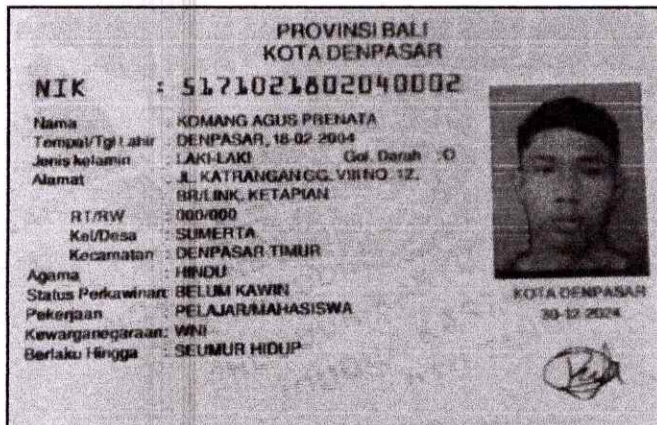 PROVINSI BALI
KOTA DENPASAR
NIK : 5171021802040002
Nama : KOMANG AGUS PRENATA
Tempat/Tgl Lahir : DENPASAR, 18-02-2004
Jenis kelamin : LAKI-LAKI Gol. Darah : O
Alamat : JL. KATRANGAN GG. VIII NO. 12,
BR/LINK. KETAPIAN
RT/RW : 000/000
Kel/Desa : SUMERTA
Kecamatan : DENPASAR TIMUR
Agama : HINDU
Status Perkawinan: BELUM KAWIN
Pekerjaan : PELAJAR/MAHASISWA
Kewarganegaraan: WNI
Berlaku Hingga : SEUMUR HIDUP
KOTA DENPASAR
30-12-2024